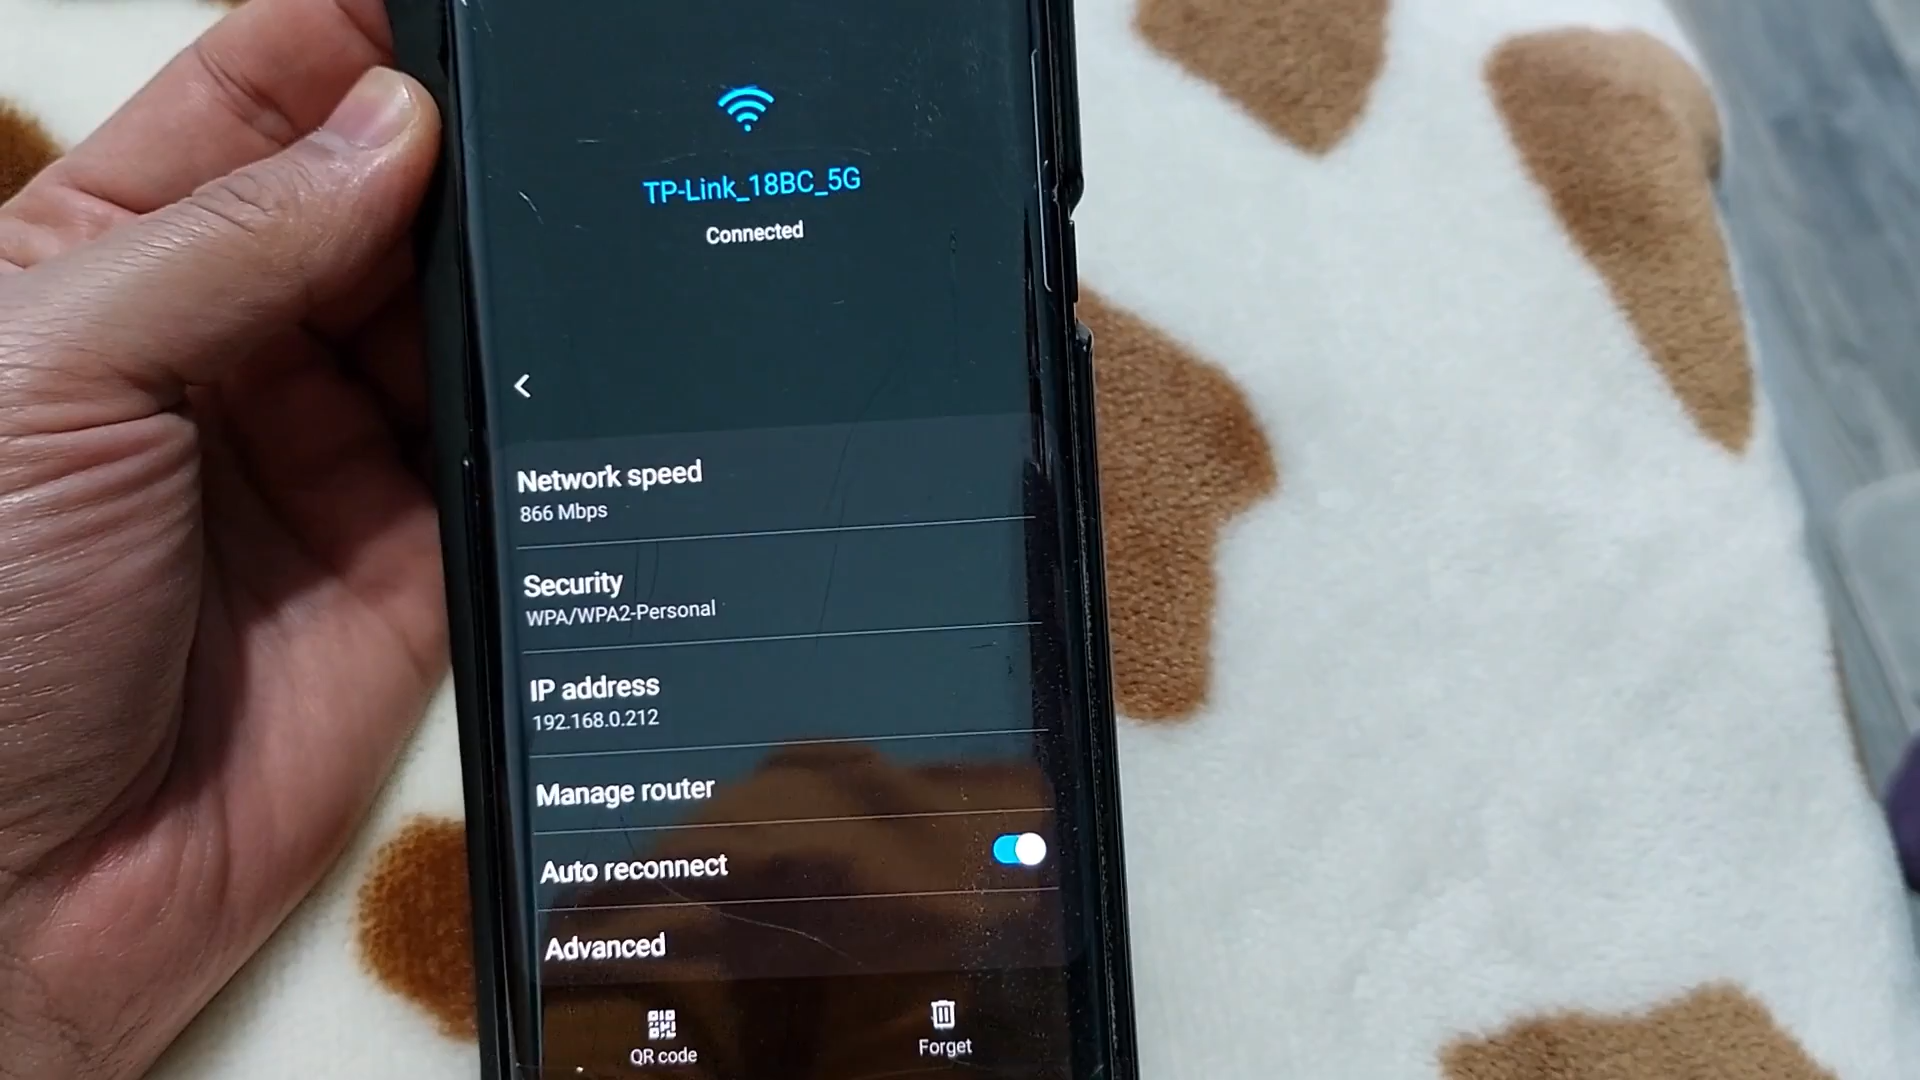 TP-Link_18BC_5G
Connected
Network speed
866 Mbps
Security
WPA/WPA2-Personal
IP address
192.168.0.212
Manage router
Auto reconnect
Advanced
QR code
Forget